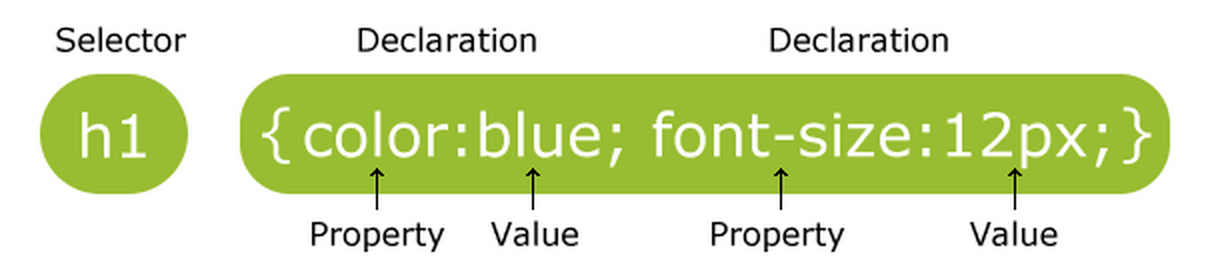 Selector Declaration Declaration
h1 {color:blue; font-size:12px;}
Property Value Property Value